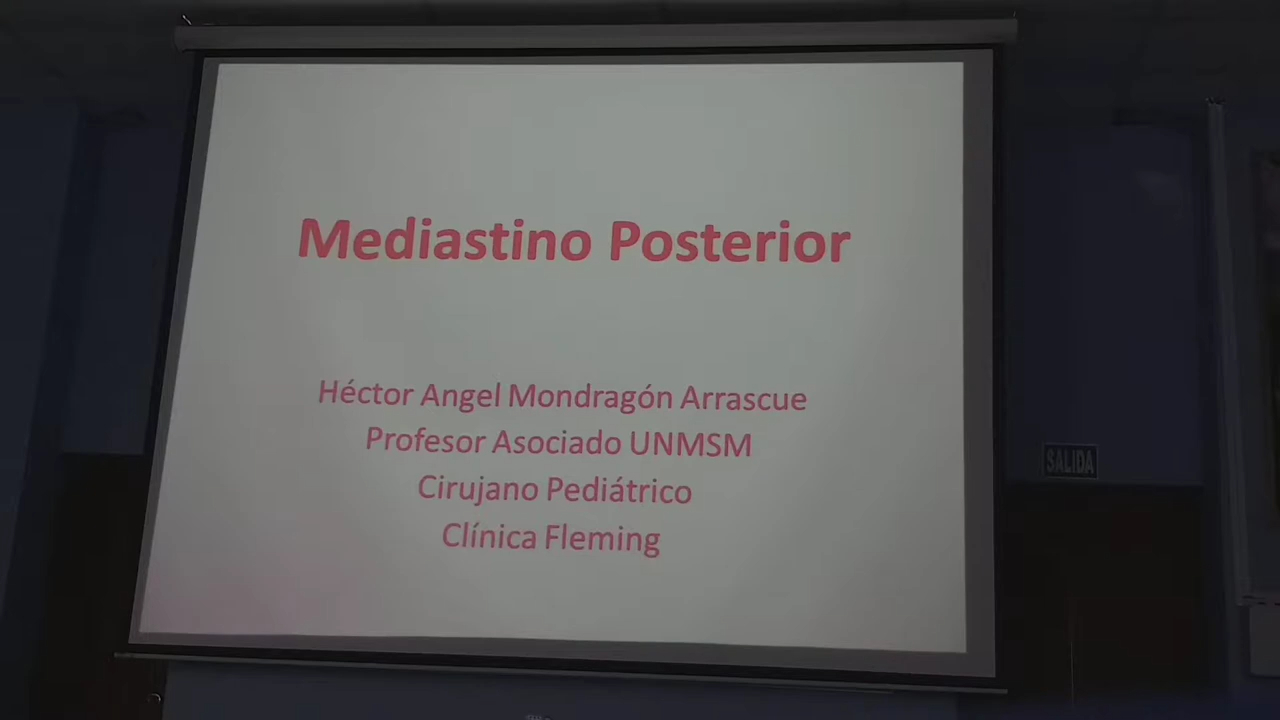 Mediastino Posterior
Héctor Angel Mondragón Arrascue
Profesor Asociado UNMSM
Cirujano Pediátrico
Clínica Fleming
SALIDA